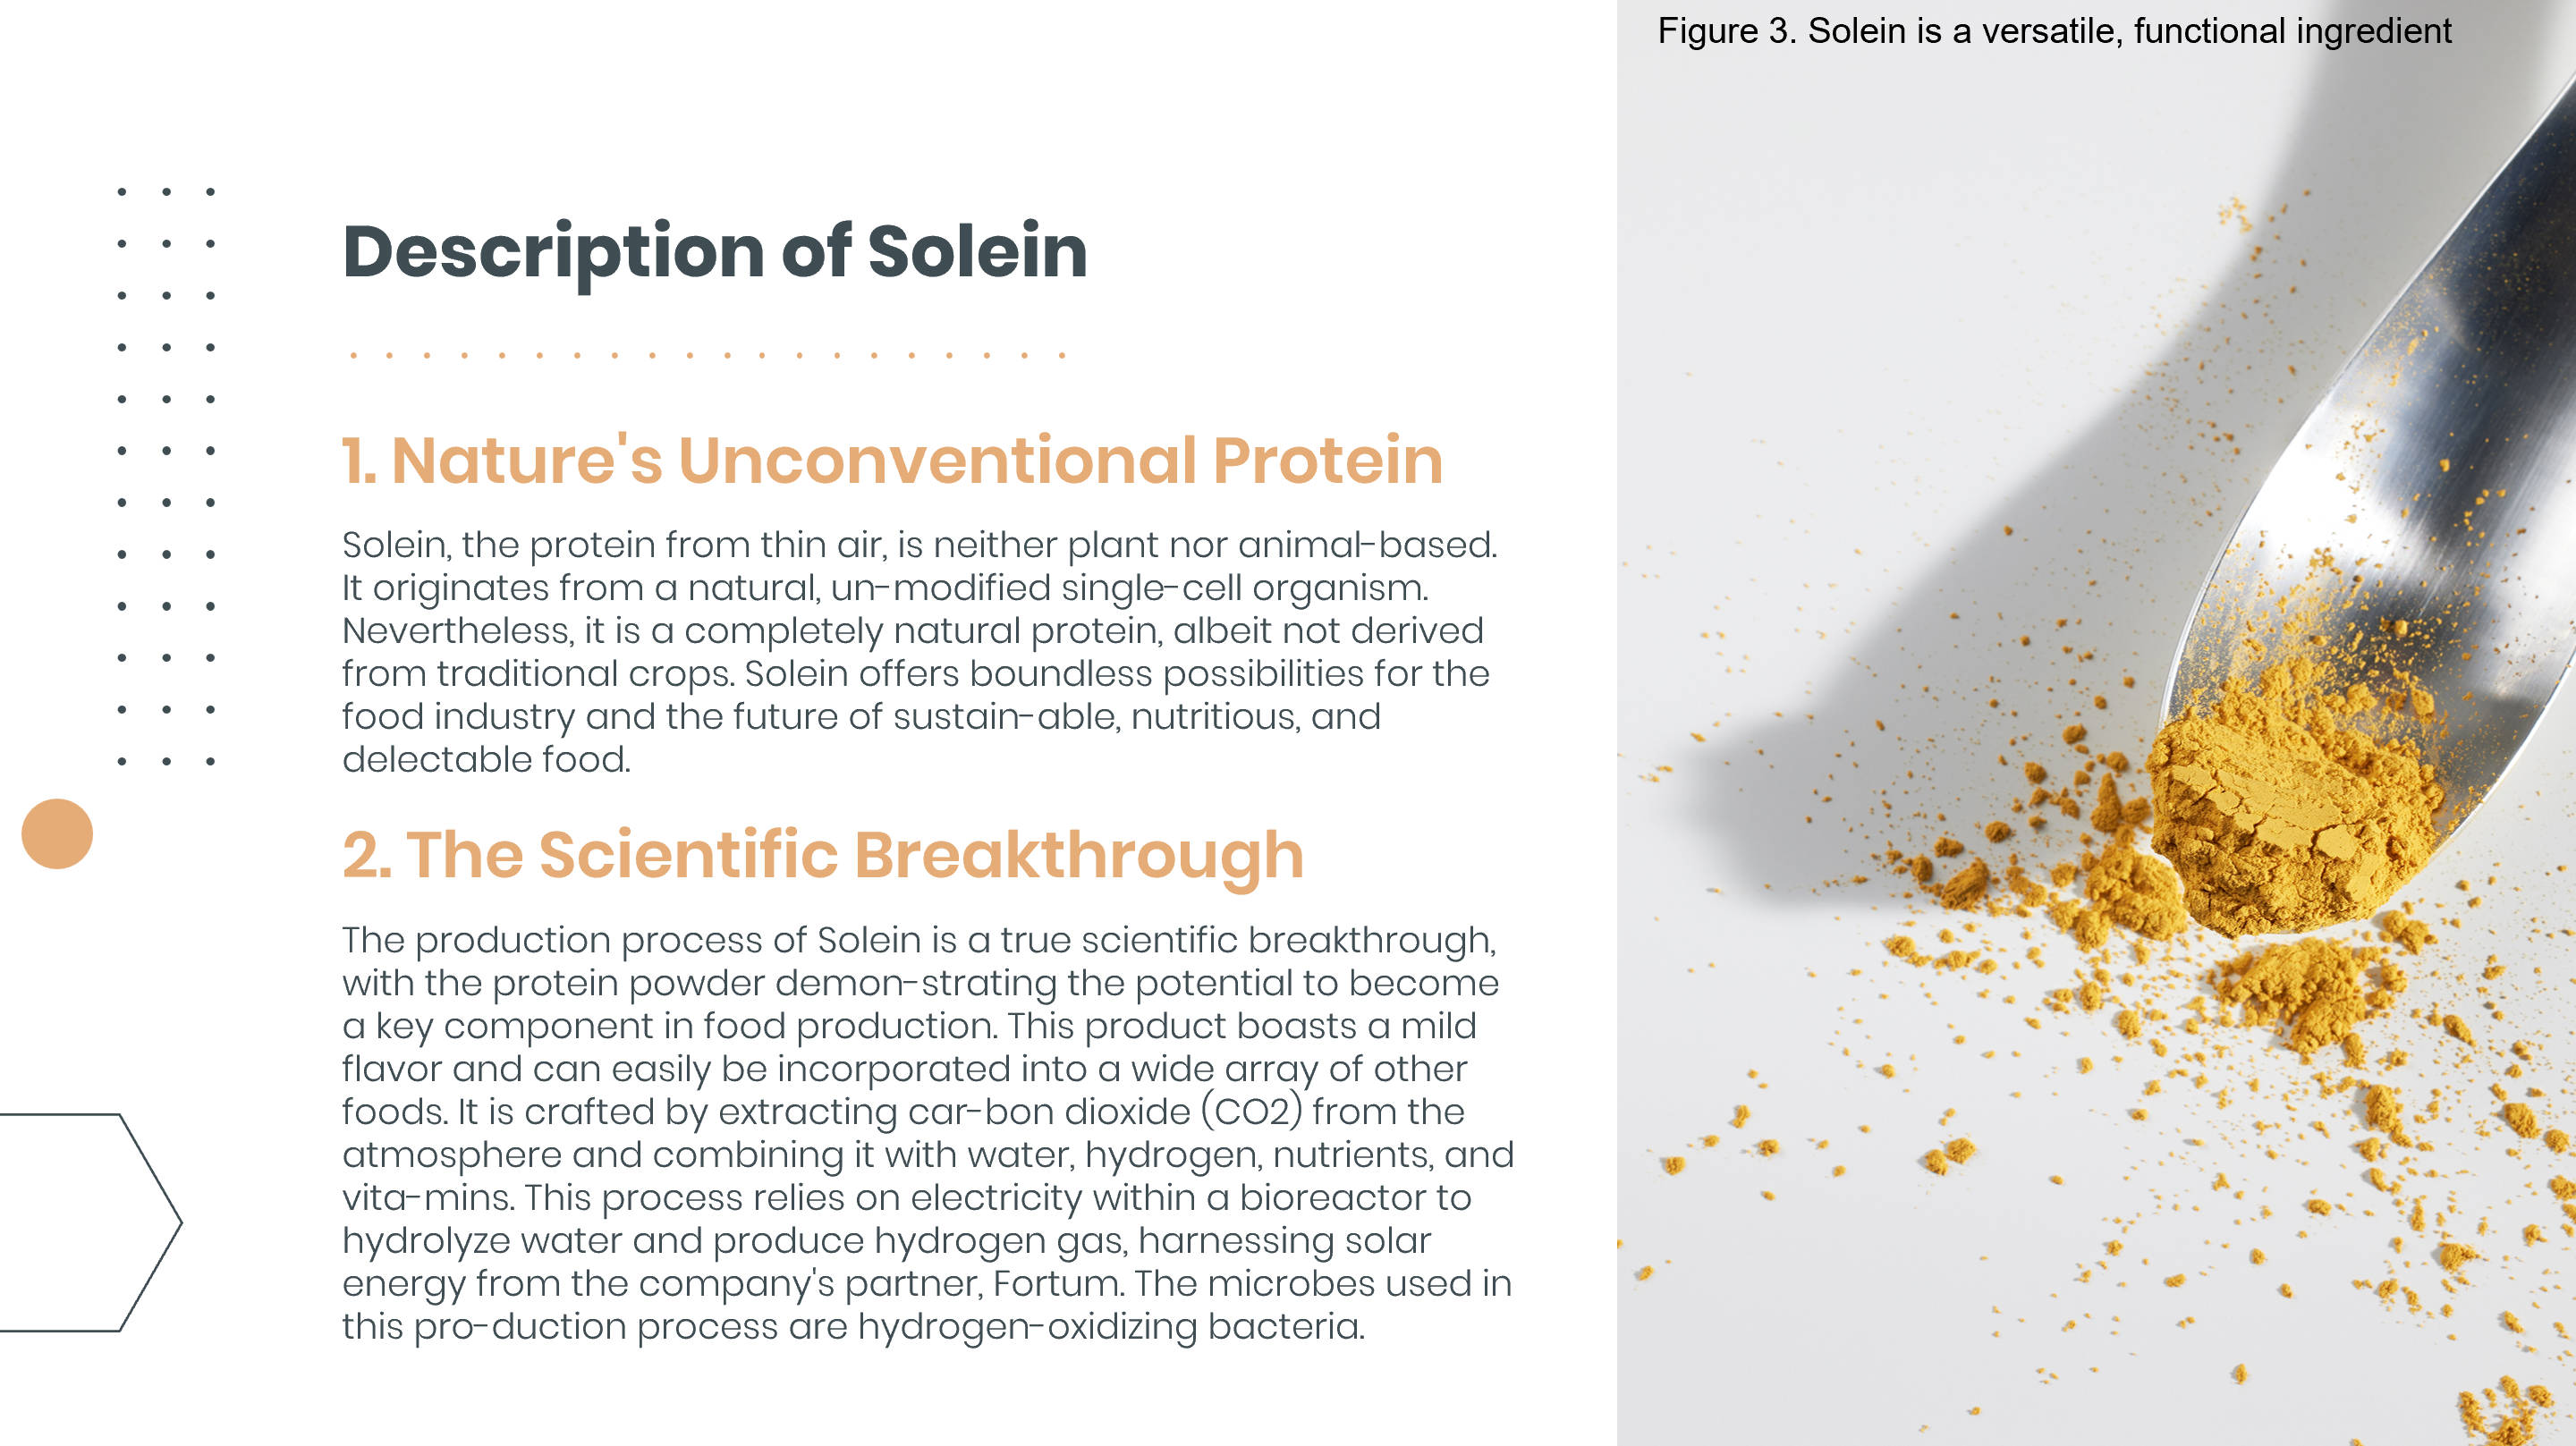 Figure 3. Solein is a versatile, functional ingredient
Description of Solein
1. Nature's Unconventional Protein
Solein, the protein from thin air, is neither plant nor animal-based.
It originates from a natural, un-modified single-cell organism.
Nevertheless, it is a completely natural protein, albeit not derived
from traditional crops. Solein offers boundless possibilities for the
food industry and the future of sustain-able, nutritious, and
delectable food.
2. The Scientific Breakthrough
The production process of Solein is a true scientific breakthrough,
with the protein powder demon-strating the potential to become
a key component in food production. This product boasts a mild
flavor and can easily be incorporated into a wide array of other
foods. It is crafted by extracting car-bon dioxide (CO2) from the
atmosphere and combining it with water, hydrogen, nutrients, and
vita-mins. This process relies on electricity within a bioreactor to
hydrolyze water and produce hydrogen gas, harnessing solar
energy from the company's partner, Fortum. The microbes used in
this pro-duction process are hydrogen-oxidizing bacteria.